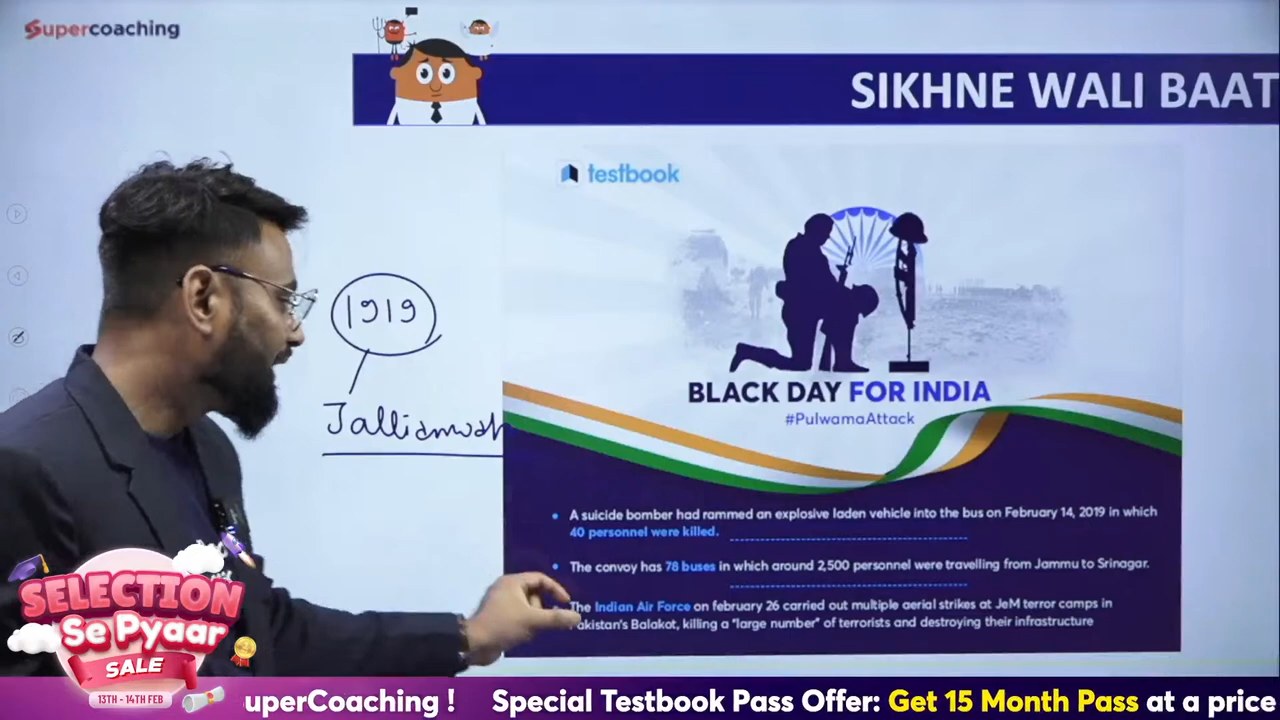 Supercoaching
SIKHNE WALI BAAT
testbook
1919
BLACK DAY FOR INDIA
#PulwamaAttack
A suicide bomber had rammed an explosive laden vehicle into the bus on February 14, 2019 in which
40 personnel were killed.
The convoy has 78 buses in which around 2,500 personnel were travelling from Jammu to Srinagar.
The Indian Air Force on february 26 carried out multiple aerial strikes at JeM terror camps in
akistan's Balakot, killing a "large number" of terrorists and destroying their infrastructure
SELECTION
Se Pyaar
SALE
13TH - 14TH FEB
uperCoaching ! Special Testbook Pass Offer: Get 15 Month Pass at a price